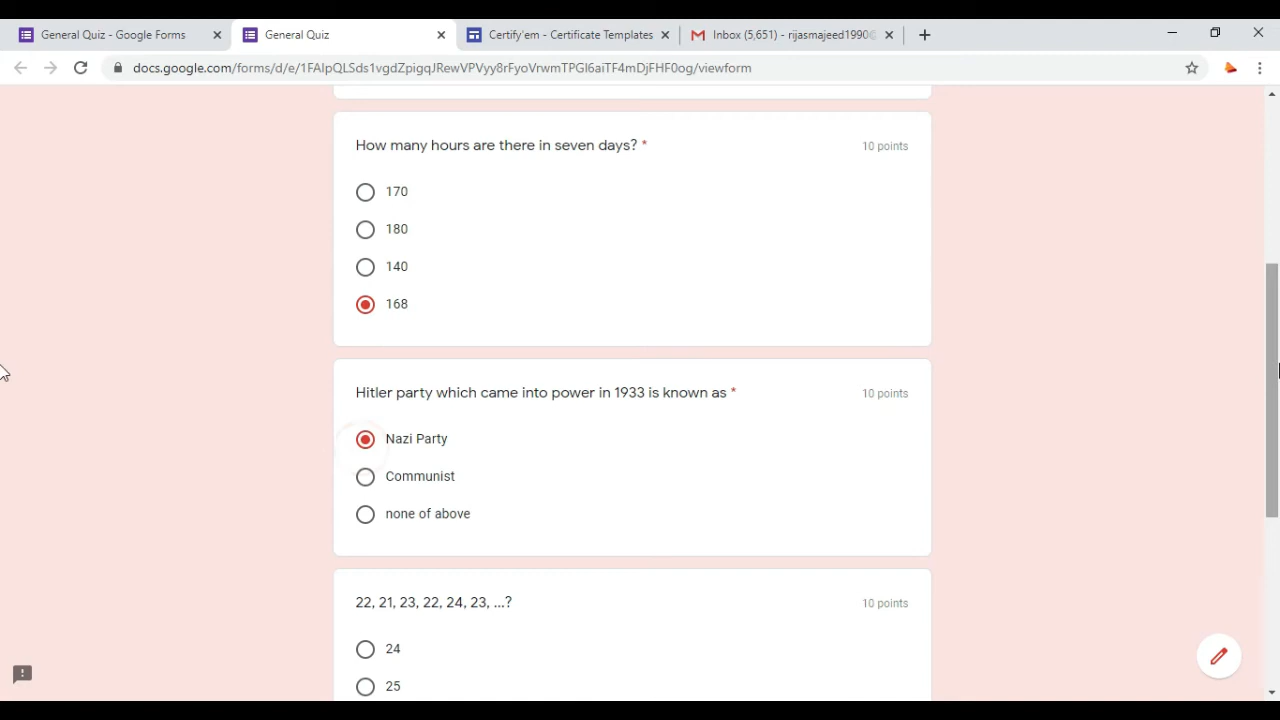 General Quiz - Google Forms
General Quiz
Certify'em - Certificate Templates
Inbox (5,651) - rijasmajeed1990@
docs.google.com/forms/d/e/1FAIpQLSds1vgdZpigqJRewVPVyy8rFyoVrwmTPGl6aiTF4mDjFHF0og/viewform
How many hours are there in seven days? *
10 points
170
180
140
168
Hitler party which came into power in 1933 is known as *
10 points
Nazi Party
Communist
none of above
22, 21, 23, 22, 24, 23, ...?
10 points
24
25